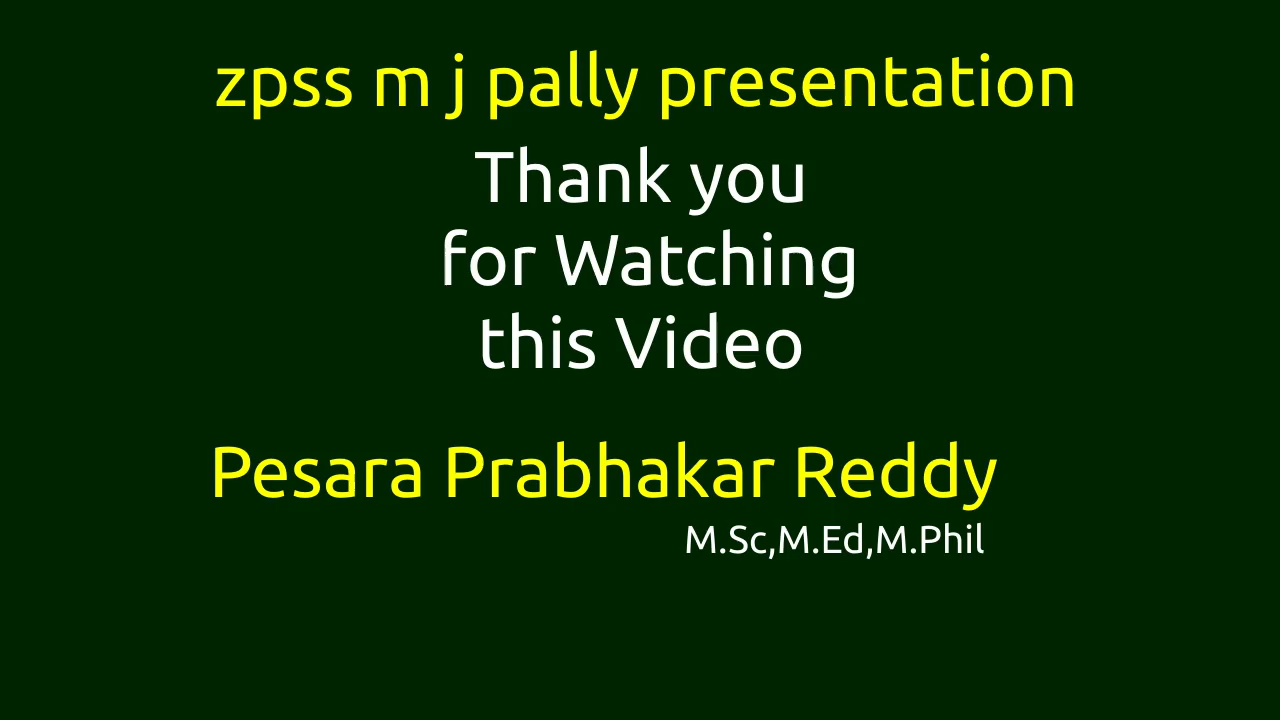 zpss m j pally presentation
Thank you
for Watching
this Video
Pesara Prabhakar Reddy
M.Sc,M.Ed,M.Phil